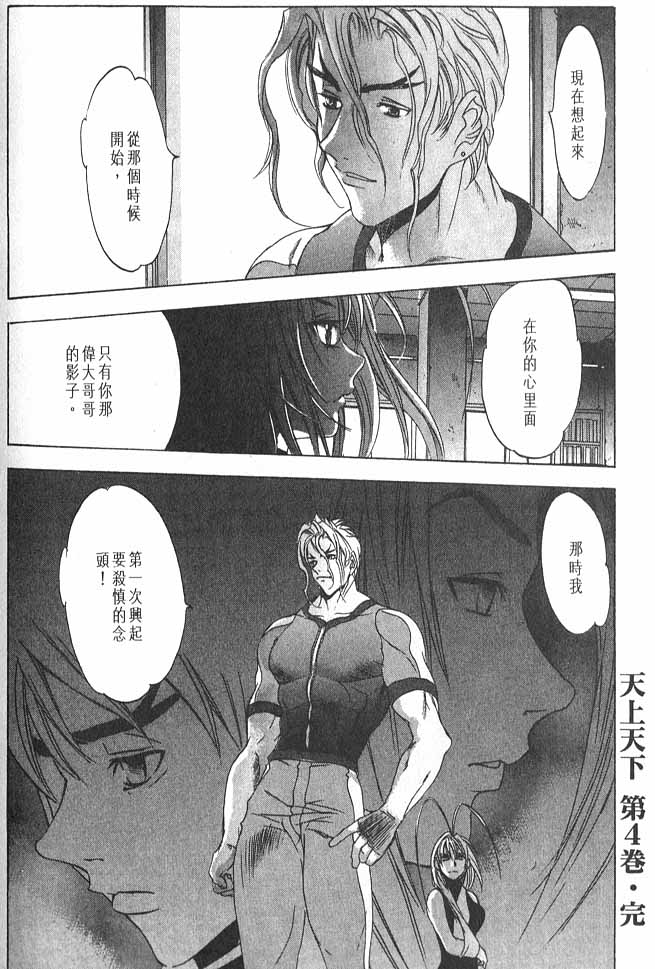 現在想起來
從那個時候
開始，
在你的心里面
只有你那
偉大哥哥
的影子。
那時我
第一次興起
要殺慎的念
頭！
天上天下 第4巻・完